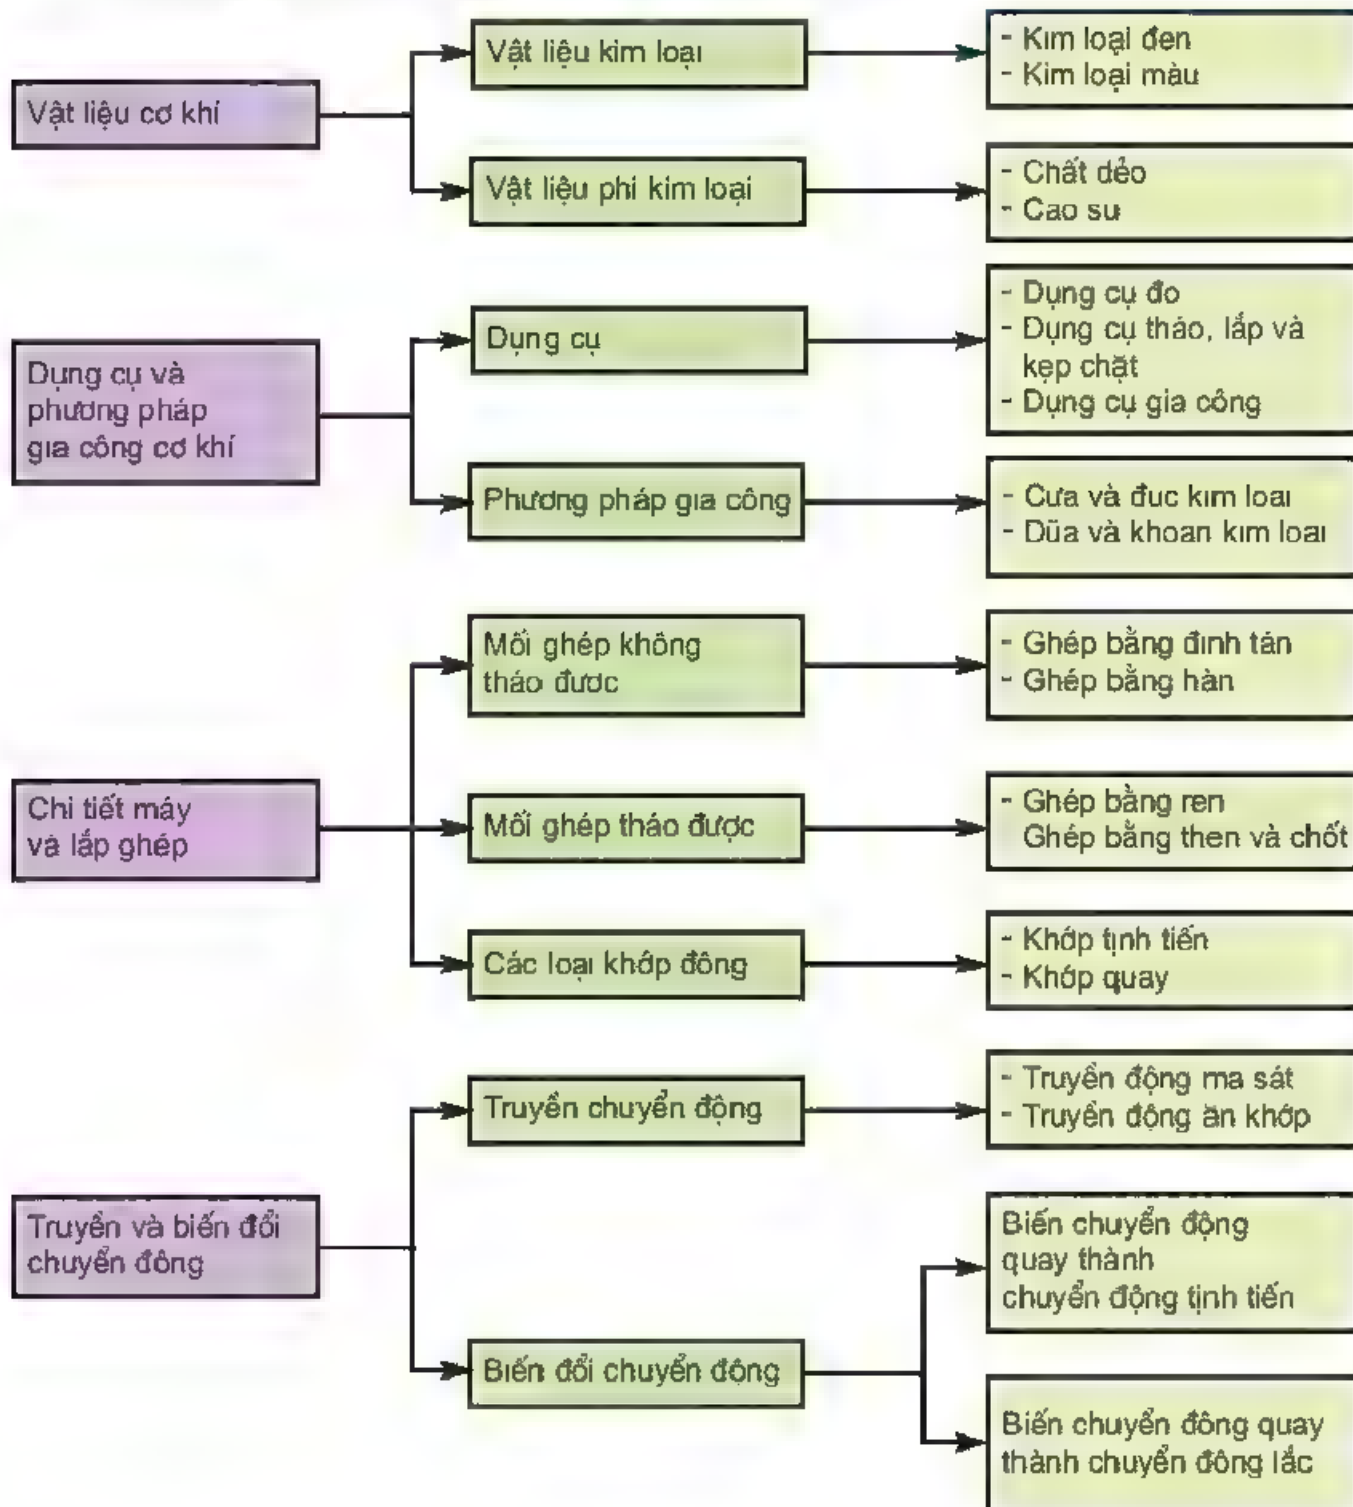 Vật liệu cơ khí
Vật liệu kim loại
- Kim loại đen
- Kim loại màu
Vật liệu phi kim loại
- Chất dẻo
- Cao su
Dụng cụ và
phương pháp
gia công cơ khí
Dụng cụ
- Dụng cụ đo
- Dụng cụ tháo, lắp và
kẹp chặt
- Dụng cụ gia công
Phương pháp gia công
- Cưa và đục kim loại
- Dũa và khoan kim loại
Chi tiết máy
và lắp ghép
Mối ghép không
tháo được
- Ghép bằng đinh tán
- Ghép bằng hàn
Mối ghép tháo được
- Ghép bằng ren
Ghép bằng then và chốt
Các loại khớp động
- Khớp tịnh tiến
- Khớp quay
Truyền và biến đổi
chuyển động
Truyền chuyển động
- Truyền động ma sát
- Truyền động ăn khớp
Biến đổi chuyển động
Biến chuyển động
quay thành
chuyển động tịnh tiến
Biến chuyển động quay
thành chuyển động lắc